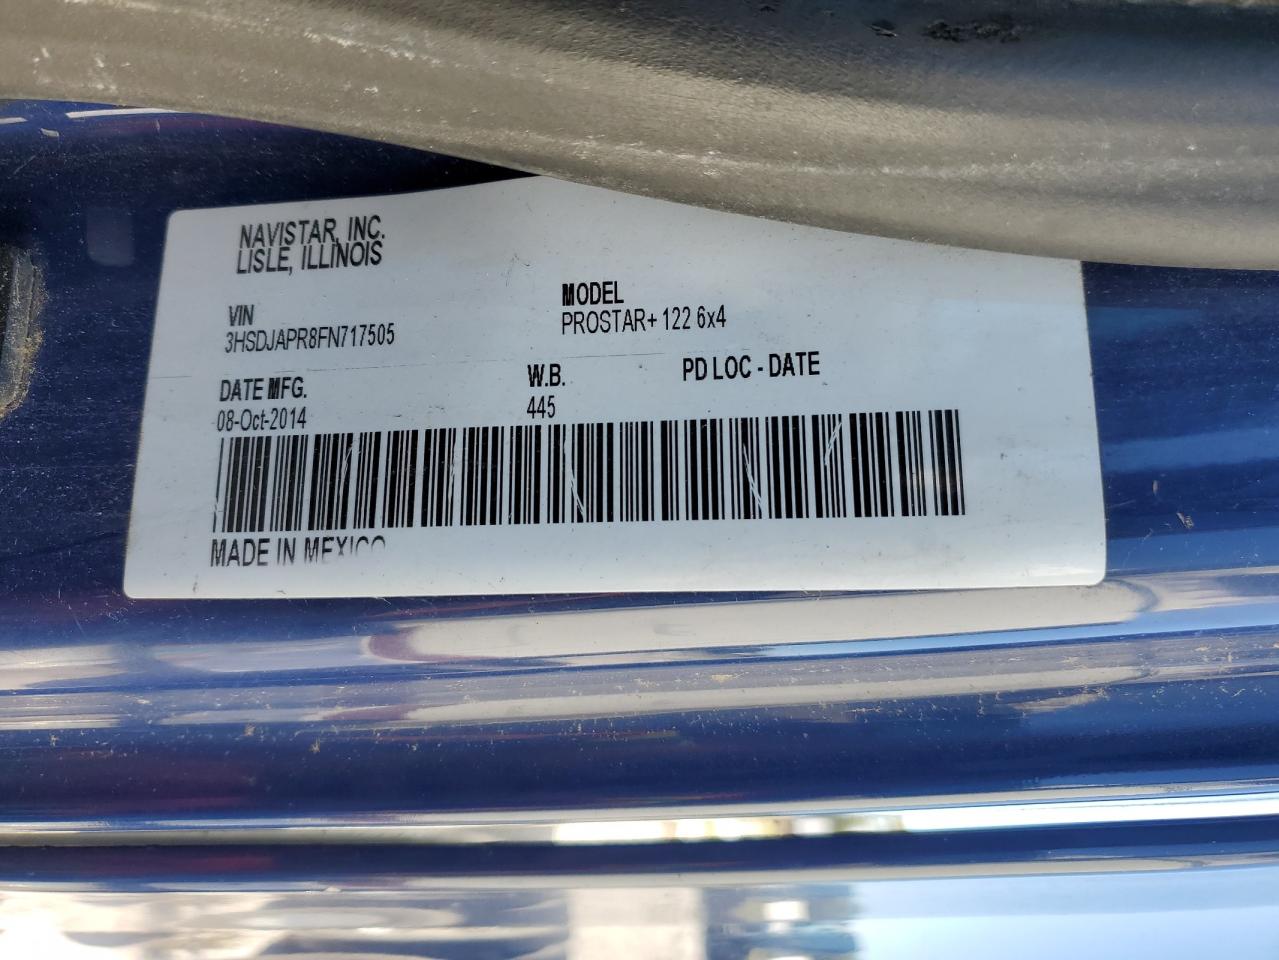 NAVISTAR, INC.
LISLE, ILLINOIS
VIN
3HSDJAPR8FN717505
MODEL
PROSTAR+ 122 6x4
DATE MFG.
08-Oct-2014
W.B.
445
PD LOC - DATE
MADE IN MEXICO